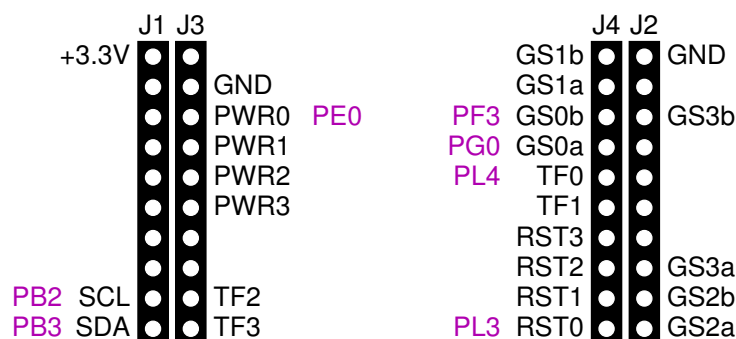 J1 J3 J4 J2
+3.3V GS1b GND
GND GS1a
PWR0 PE0 PF3 GS0b GS3b
PWR1 PG0 GS0a
PWR2 PL4 TF0
PWR3 TF1
RST3
RST2 GS3a
PB2 SCL TF2 RST1 GS2b
PB3 SDA TF3 PL3 RST0 GS2a